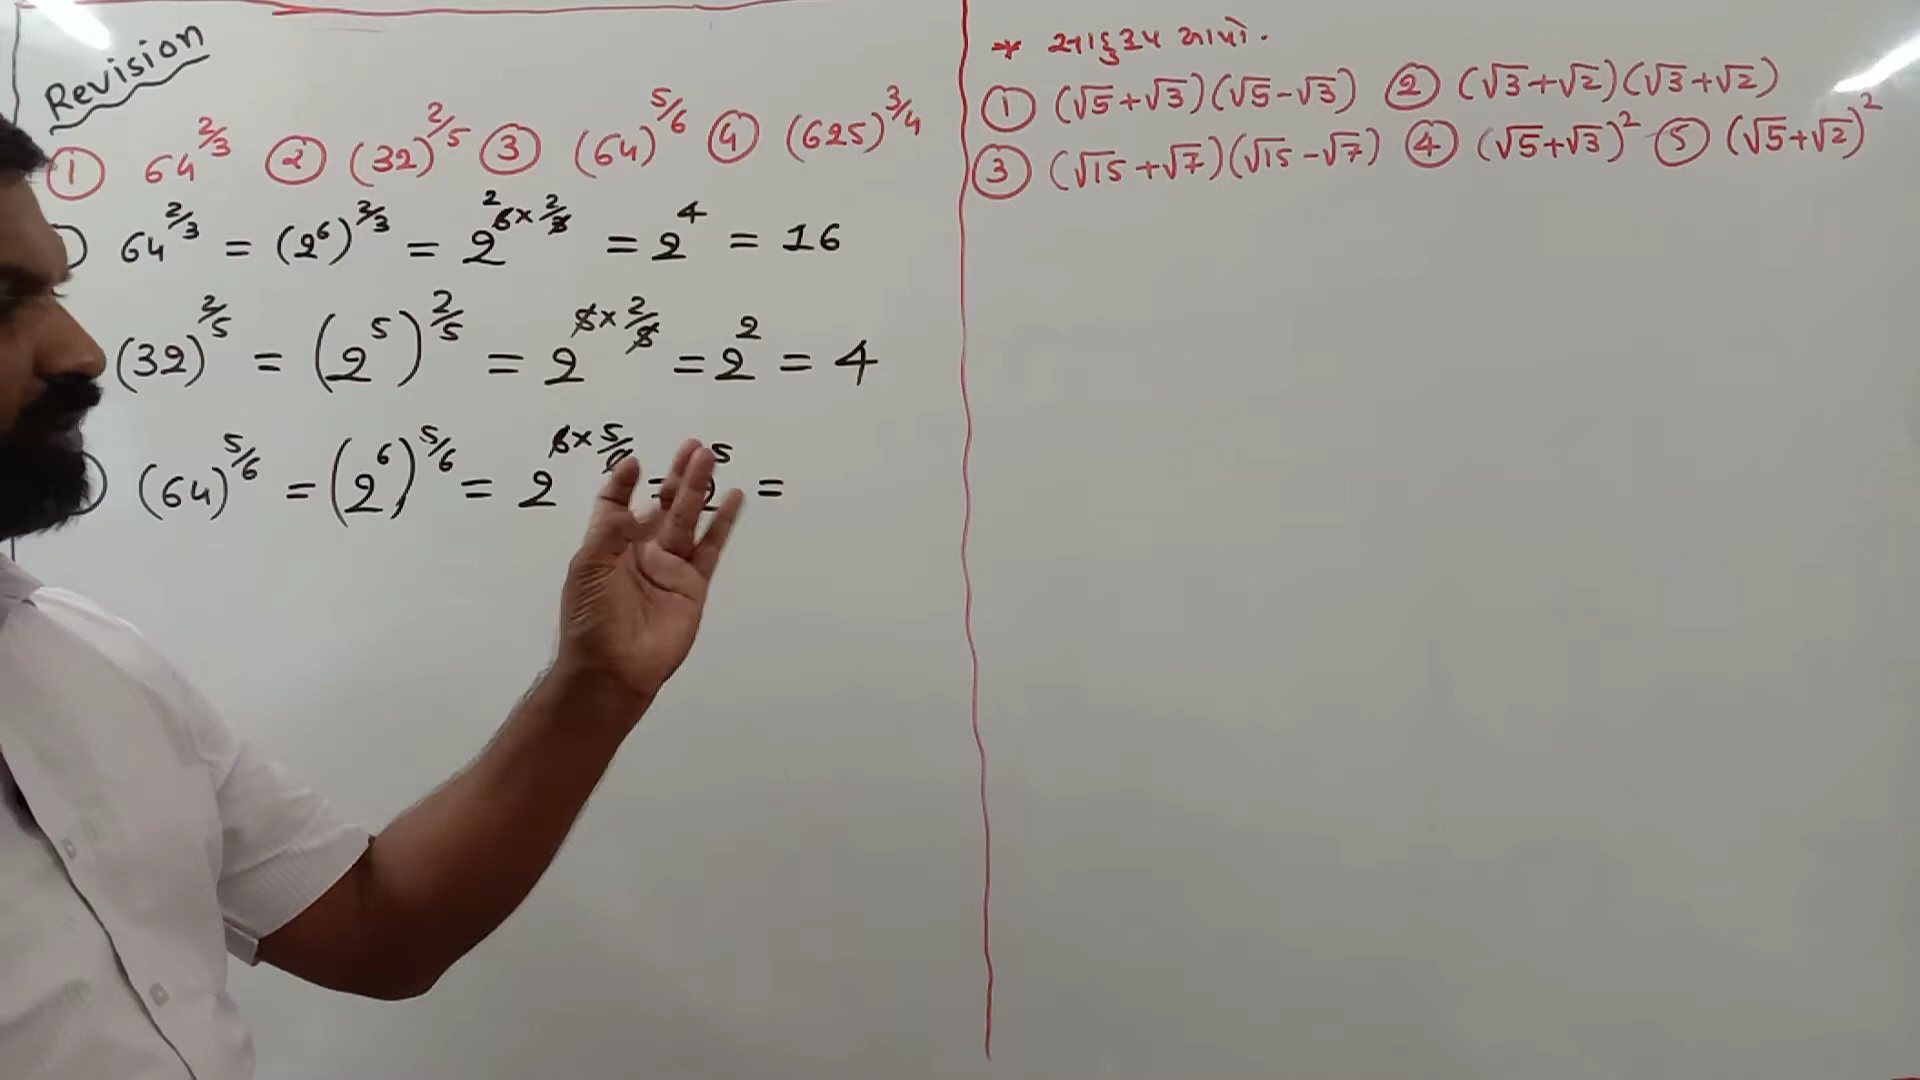 Revision
① 64^{2/3} ② (32)^{2/5} ③ (64)^{5/6} ④ (625)^{3/4}
64^{2/3} = (2^6)^{2/3} = 2^{6×2/3} = 2^4 = 16
(32)^{2/5} = (2^5)^{2/5} = 2^{5×2/5} = 2^2 = 4
(64)^{5/6} = (2^6)^{5/6} = 2^{6×5/6} = 2^5 =
* સાદુરૂપ આપો.
① (√5+√3)(√5-√3) ② (√3+√2)(√3+√2)
③ (√15+√7)(√15-√7) ④ (√5+√3)^2 ⑤ (√5+√2)^2